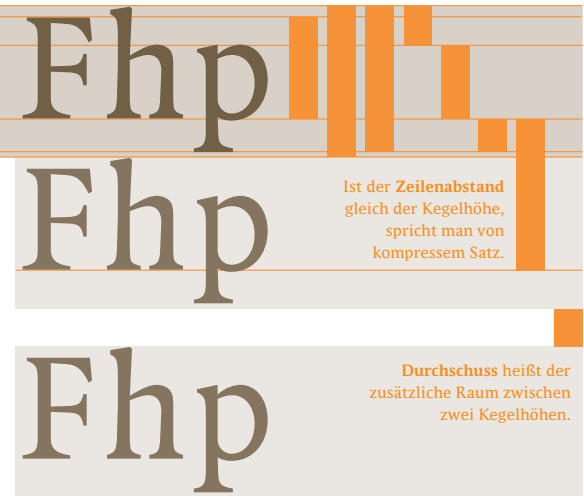 Fhp
Fhp
Ist der Zeilenabstand
gleich der Kegelhöhe,
spricht man von
kompressem Satz.
Fhp
Durchschuss heißt der
zusätzliche Raum zwischen
zwei Kegelhöhen.